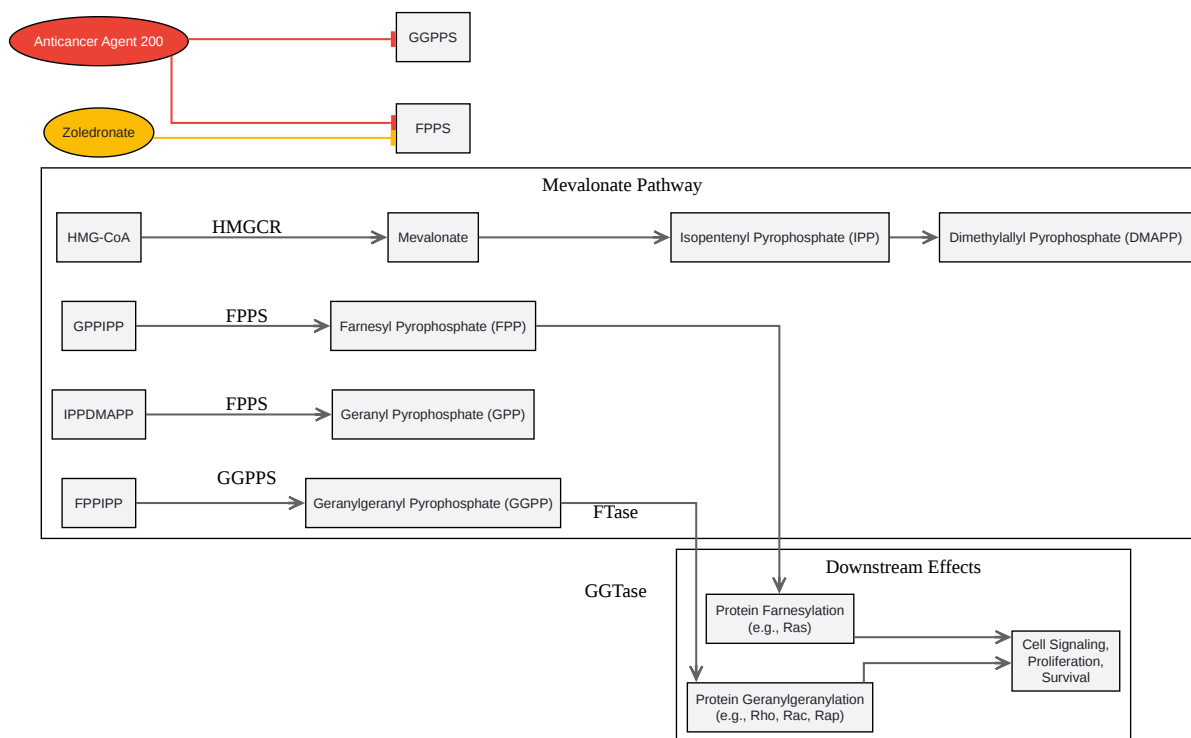 Anticancer Agent 200
GGPPS
Zoledronate
FPPS
Mevalonate Pathway
HMG-CoA
HMGCR
Mevalonate
Isopentenyl Pyrophosphate (IPP)
Dimethylallyl Pyrophosphate (DMAPP)
GPPIPP
FPPS
Farnesyl Pyrophosphate (FPP)
IPPDMAPP
FPPS
Geranyl Pyrophosphate (GPP)
FPPIPP
GGPPS
Geranylgeranyl Pyrophosphate (GGPP)
FTase
GGTase
Downstream Effects
Protein Farnesylation
(e.g., Ras)
Cell Signaling,
Proliferation,
Survival
Protein Geranylgeranylation
(e.g., Rho, Rac, Rap)